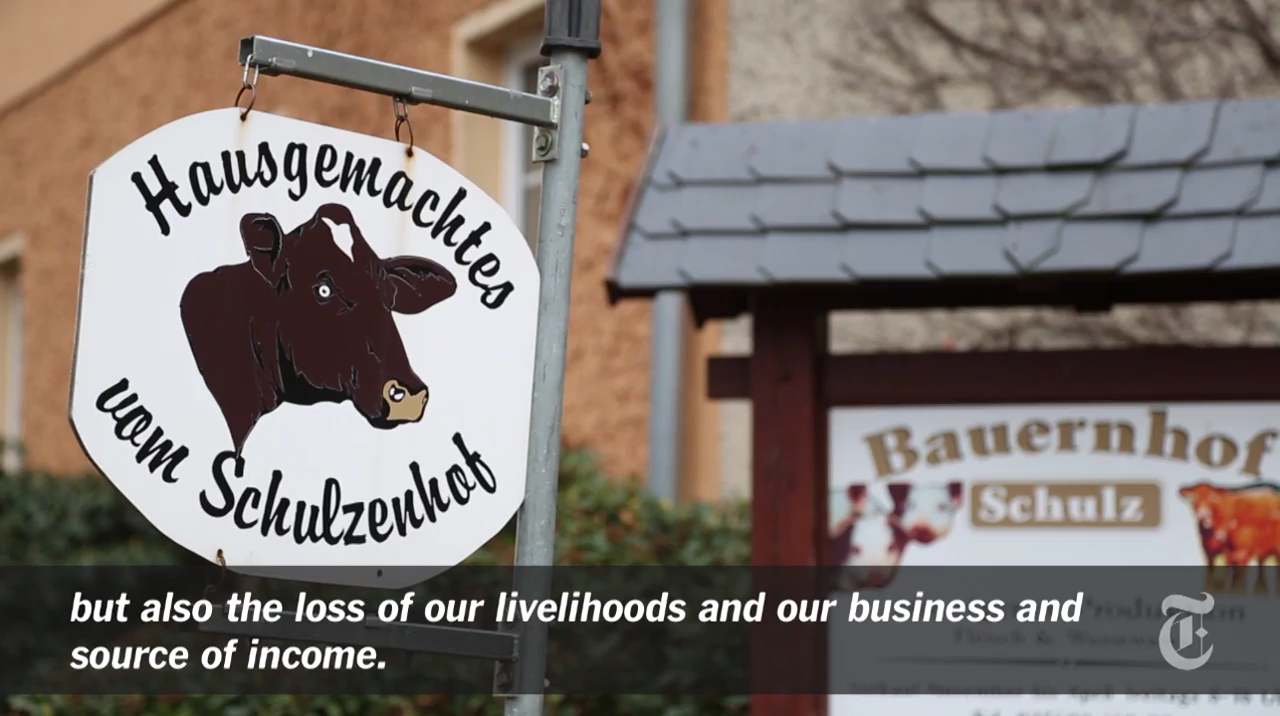 Hausgemachtes
vom Schulzenhof
Bauernhof
Schulz
but also the loss of our livelihoods and our business and
source of income.